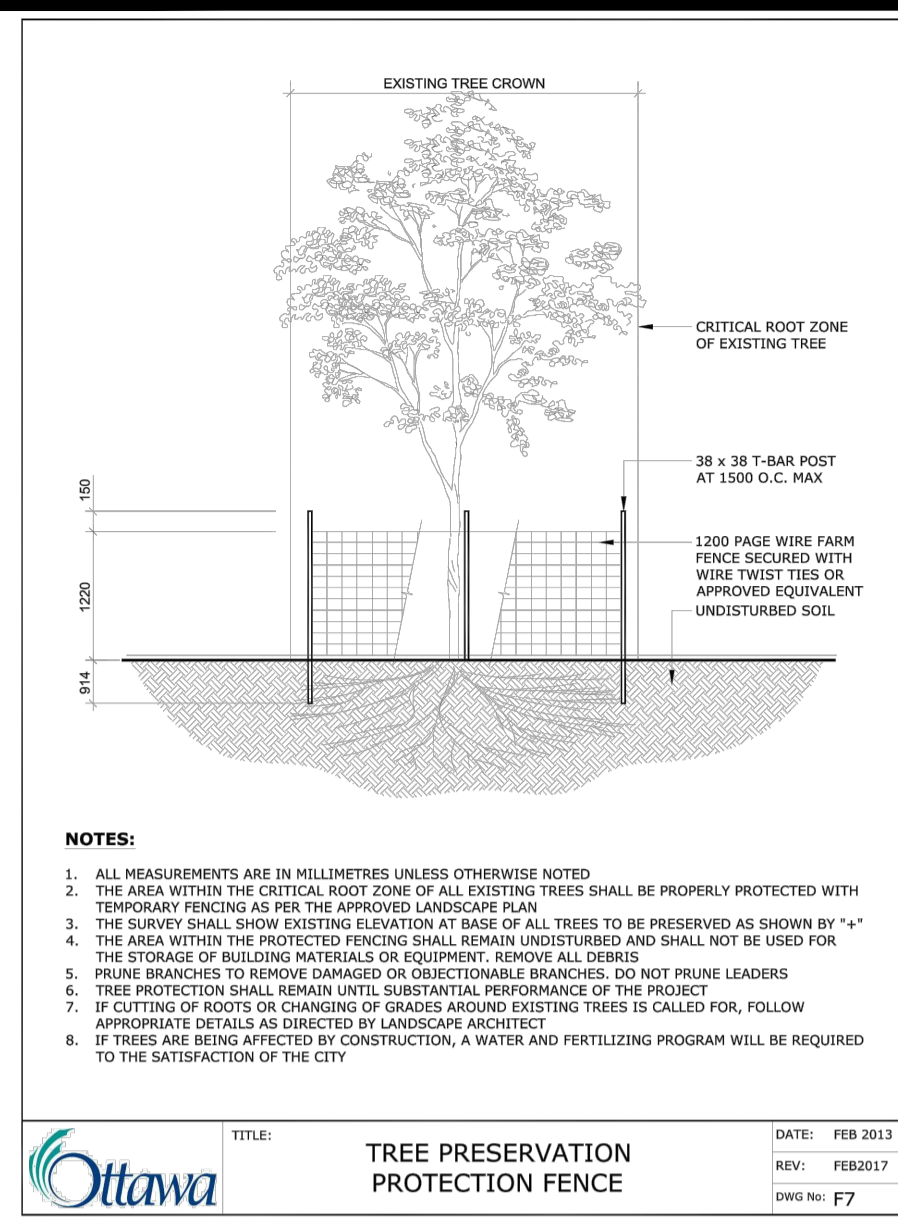 EXISTING TREE CROWN
CRITICAL ROOT ZONE
OF EXISTING TREE
38 x 38 T-BAR POST
AT 1500 O.C. MAX
150
1200 PAGE WIRE FARM
FENCE SECURED WITH
WIRE TWIST TIES OR
APPROVED EQUIVALENT
1220
UNDISTURBED SOIL
914
NOTES:
1. ALL MEASUREMENTS ARE IN MILLIMETRES UNLESS OTHERWISE NOTED
2. THE AREA WITHIN THE CRITICAL ROOT ZONE OF ALL EXISTING TREES SHALL BE PROPERLY PROTECTED WITH
TEMPORARY FENCING AS PER THE APPROVED LANDSCAPE PLAN
3. THE SURVEY SHALL SHOW EXISTING ELEVATION AT BASE OF ALL TREES TO BE PRESERVED AS SHOWN BY "+"
4. THE AREA WITHIN THE PROTECTED FENCING SHALL REMAIN UNDISTURBED AND SHALL NOT BE USED FOR
THE STORAGE OF BUILDING MATERIALS OR EQUIPMENT. REMOVE ALL DEBRIS
5. PRUNE BRANCHES TO REMOVE DAMAGED OR OBJECTIONABLE BRANCHES. DO NOT PRUNE LEADERS
6. TREE PROTECTION SHALL REMAIN UNTIL SUBSTANTIAL PERFORMANCE OF THE PROJECT
7. IF CUTTING OF ROOTS OR CHANGING OF GRADES AROUND EXISTING TREES IS CALLED FOR, FOLLOW
APPROPRIATE DETAILS AS DIRECTED BY LANDSCAPE ARCHITECT
8. IF TREES ARE BEING AFFECTED BY CONSTRUCTION, A WATER AND FERTILIZING PROGRAM WILL BE REQUIRED
TO THE SATISFACTION OF THE CITY
Ottawa
TITLE:
TREE PRESERVATION
PROTECTION FENCE
DATE: FEB 2013
REV: FEB2017
DWG No: F7